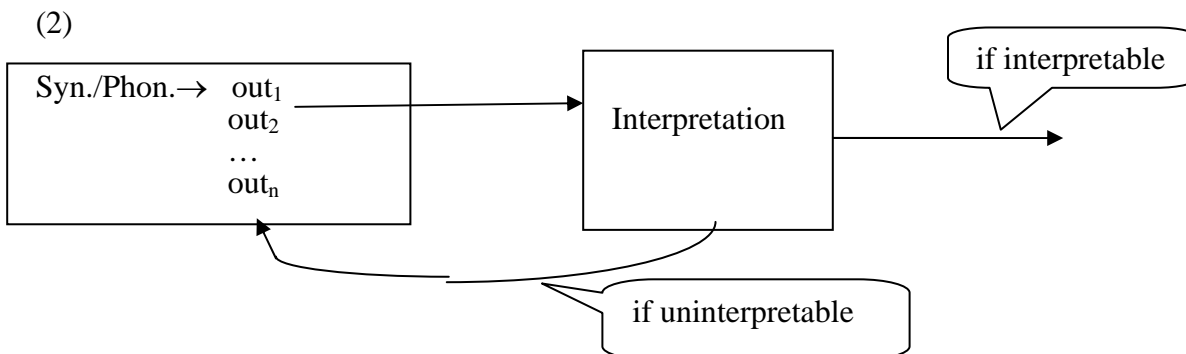 (2)
if interpretable
Syn./Phon.→ out₁
out₂
…
outₙ
Interpretation
if uninterpretable